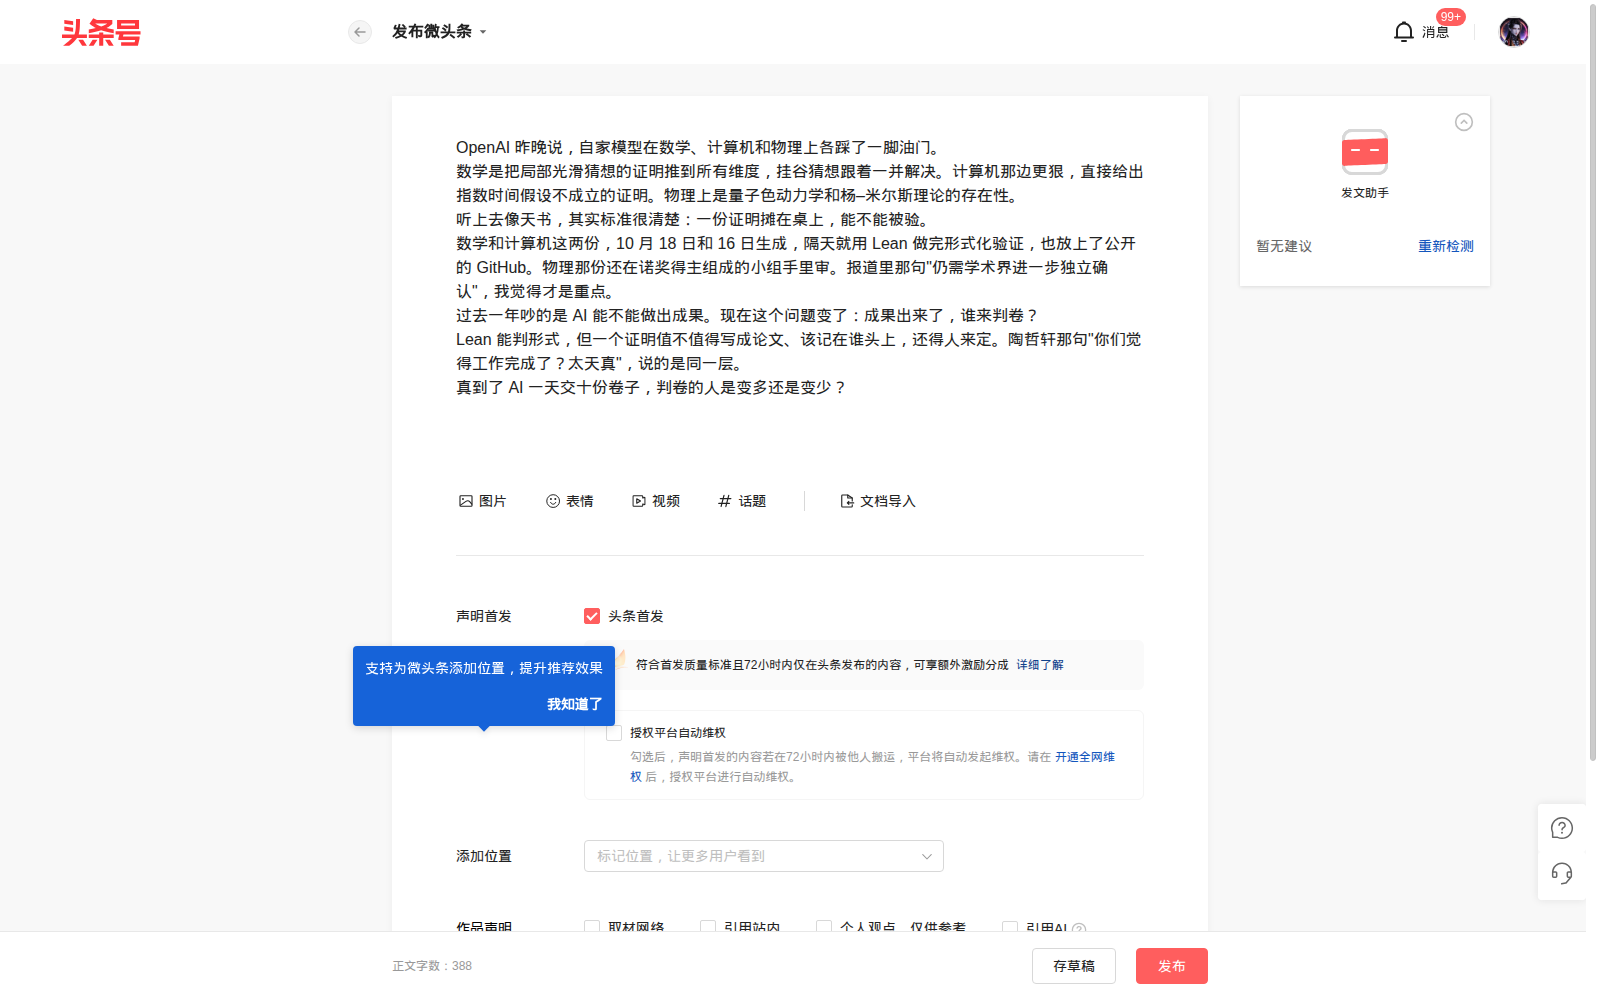 头条号
发布微头条
消息
99+
OpenAI 昨晚说，自家模型在数学、计算机和物理上各踩了一脚油门。
数学是把局部光滑猜想的证明推到所有维度，挂谷猜想跟着一并解决。计算机那边更狠，直接给出
指数时间假设不成立的证明。物理上是量子色动力学和杨–米尔斯理论的存在性。
听上去像天书，其实标准很清楚：一份证明摊在桌上，能不能被验。
数学和计算机这两份，10 月 18 日和 16 日生成，隔天就用 Lean 做完形式化验证，也放上了公开
的 GitHub。物理那份还在诺奖得主组成的小组手里审。报道里那句"仍需学术界进一步独立确
认"，我觉得才是重点。
过去一年吵的是 AI 能不能做出成果。现在这个问题变了：成果出来了，谁来判卷？
Lean 能判形式，但一个证明值不值得写成论文、该记在谁头上，还得人来定。陶哲轩那句"你们觉
得工作完成了？太天真"，说的是同一层。
真到了 AI 一天交十份卷子，判卷的人是变多还是变少？
发文助手
暂无建议
重新检测
图片
表情
视频
话题
文档导入
声明首发
头条首发
符合首发质量标准且72小时内仅在头条发布的内容，可享额外激励分成 详细了解
支持为微头条添加位置，提升推荐效果
我知道了
授权平台自动维权
勾选后，声明首发的内容若在72小时内被他人搬运，平台将自动发起维权。请在 开通全网维
权 后，授权平台进行自动维权。
添加位置
标记位置，让更多用户看到
作品声明
取材网络
引用站内
个人观点，仅供参考
引用AI
正文字数：388
存草稿
发布